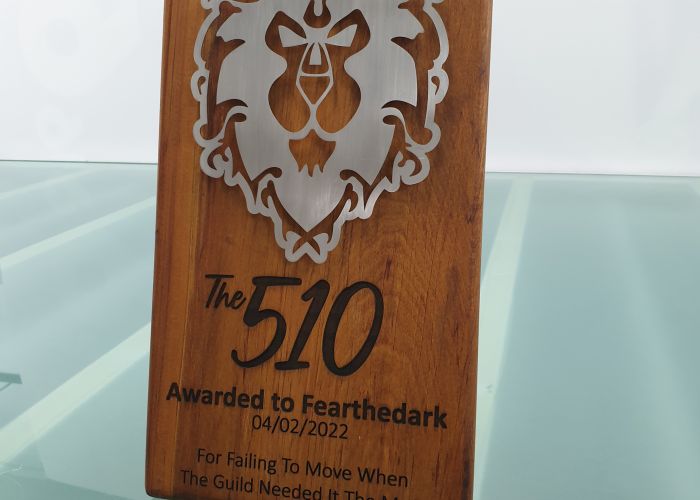 The 510
Awarded to Fearthedark
04/02/2022
For Failing To Move When
The Guild Needed It The